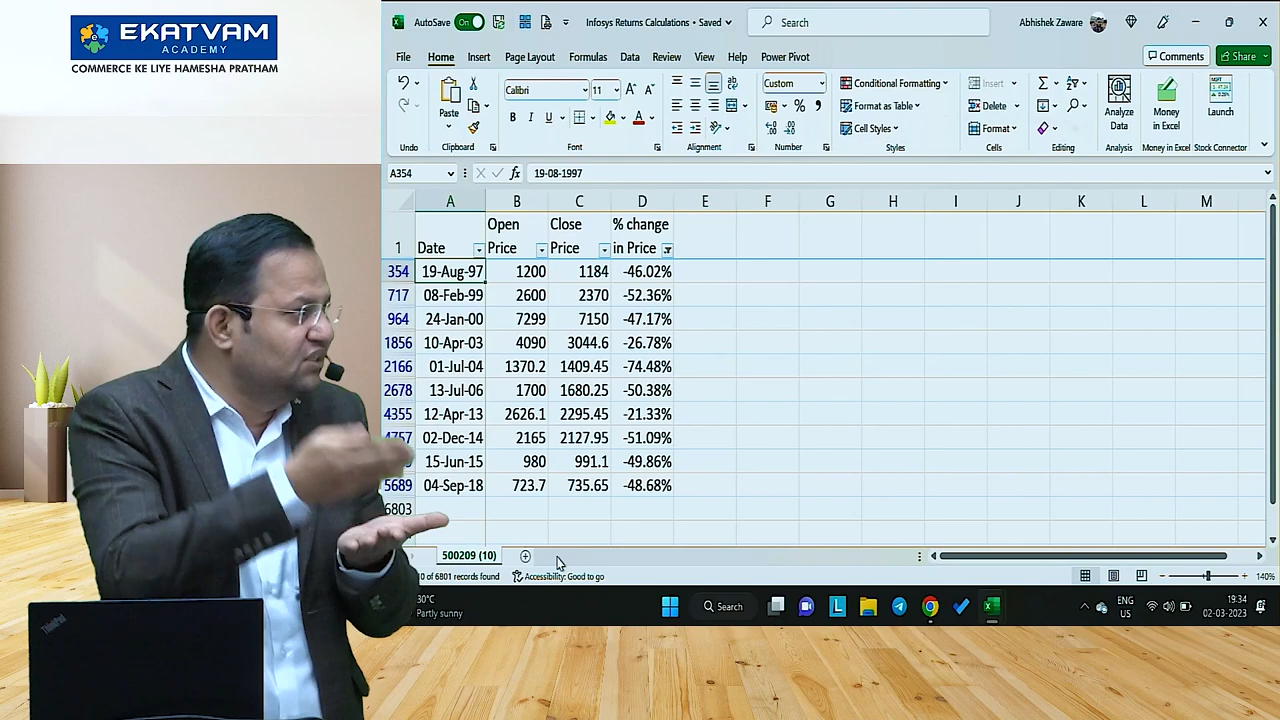 EKATVAM
ACADEMY
COMMERCE KE LIYE HAMESHA PRATHAM
AutoSave On Infosys Returns Calculations • Saved Search Abhishek Zaware
File Home Insert Page Layout Formulas Data Review View Help Power Pivot Comments Share
Calibri 11 Custom Conditional Formatting Insert
Paste Format as Table Delete Analyze Data Money in Excel Launch
B I U Cell Styles Format
Undo Clipboard Font Alignment Number Styles Cells Editing Analysis Money in Excel Stock Connector
A354 fx 19-08-1997
A B C D E F G H I J K L M
1 Date Open Price Close Price % change in Price
354 19-Aug-97 1200 1184 -46.02%
717 08-Feb-99 2600 2370 -52.36%
964 24-Jan-00 7299 7150 -47.17%
1856 10-Apr-03 4090 3044.6 -26.78%
2166 01-Jul-04 1370.2 1409.45 -74.48%
2678 13-Jul-06 1700 1680.25 -50.38%
4355 12-Apr-13 2626.1 2295.45 -21.33%
4757 02-Dec-14 2165 2127.95 -51.09%
15-Jun-15 980 991.1 -49.86%
5689 04-Sep-18 723.7 735.65 -48.68%
6803
500209 (10)
10 of 6801 records found Accessibility: Good to go 140%
30°C
Partly sunny
Search
ENG
US
19:34
02-03-2023
ThinkPad